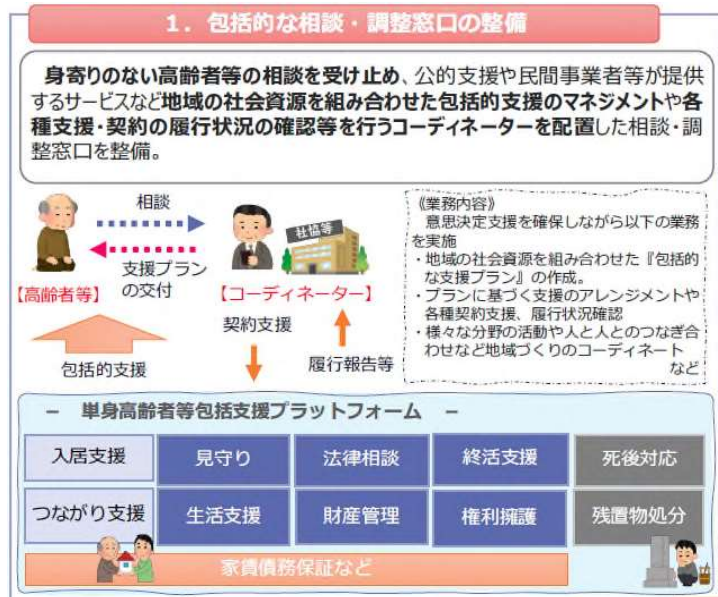 1．包括的な相談・調整窓口の整備
身寄りのない高齢者等の相談を受け止め、公的支援や民間事業者等が提供
するサービスなど地域の社会資源を組み合わせた包括的支援のマネジメントや各
種支援・契約の履行状況の確認等を行うコーディネーターを配置した相談・調
整窓口を整備。
相談
支援プラン
の交付
【高齢者等】
社協等
【コーディネーター】
包括的支援
契約支援
履行報告等
《業務内容》
意思決定支援を確保しながら以下の業務
を実施
・地域の社会資源を組み合わせた『包括的
な支援プラン』の作成。
・プランに基づく支援のアレンジメントや
各種契約支援、履行状況確認
・様々な分野の活動や人と人とのつなぎ合
わせなど地域づくりのコーディネート
など
－ 単身高齢者等包括支援プラットフォーム －
入居支援 見守り 法律相談 終活支援 死後対応
つながり支援 生活支援 財産管理 権利擁護 残置物処分
家賃債務保証など